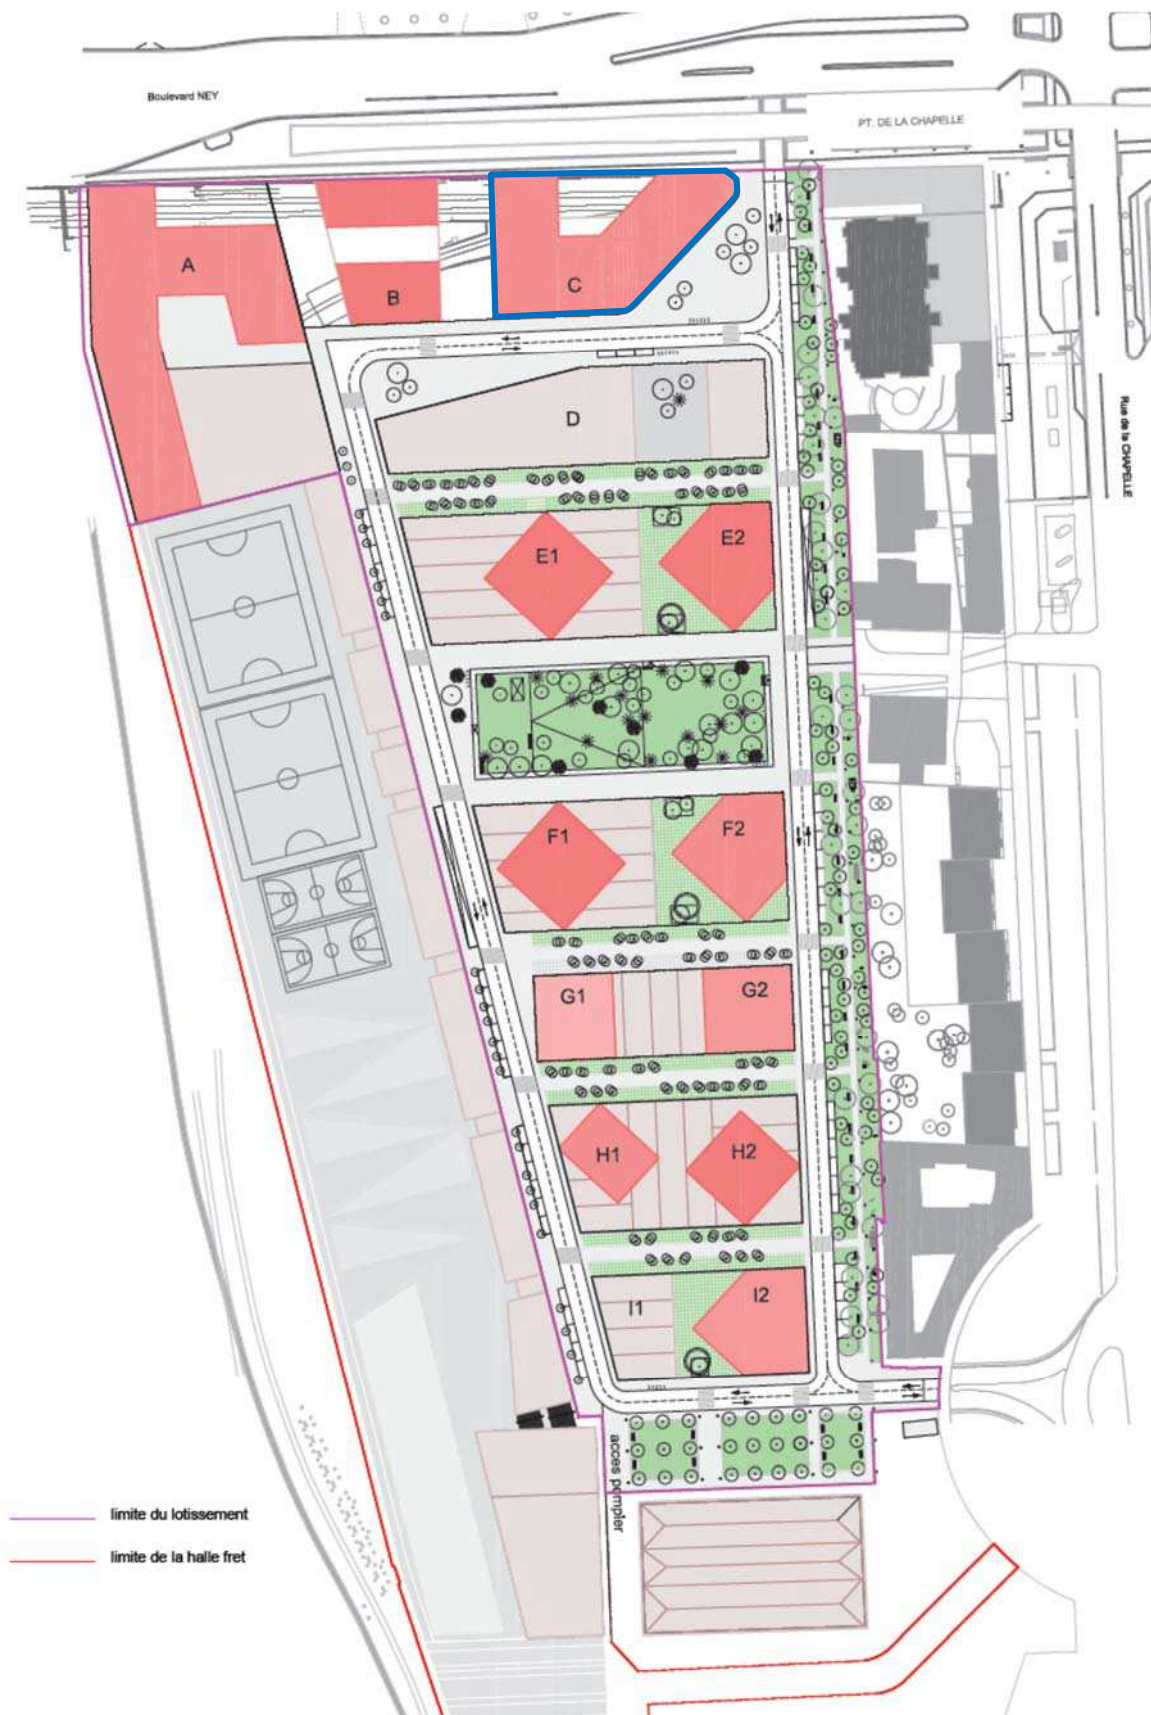 Boulevard NEY
PT. DE LA CHAPELLE
A
B
C
Rue de la CHAPELLE
D
E1
E2
F1
F2
G1
G2
H1
H2
I1
I2
acces pompier
limite du lotissement
limite de la halle fret